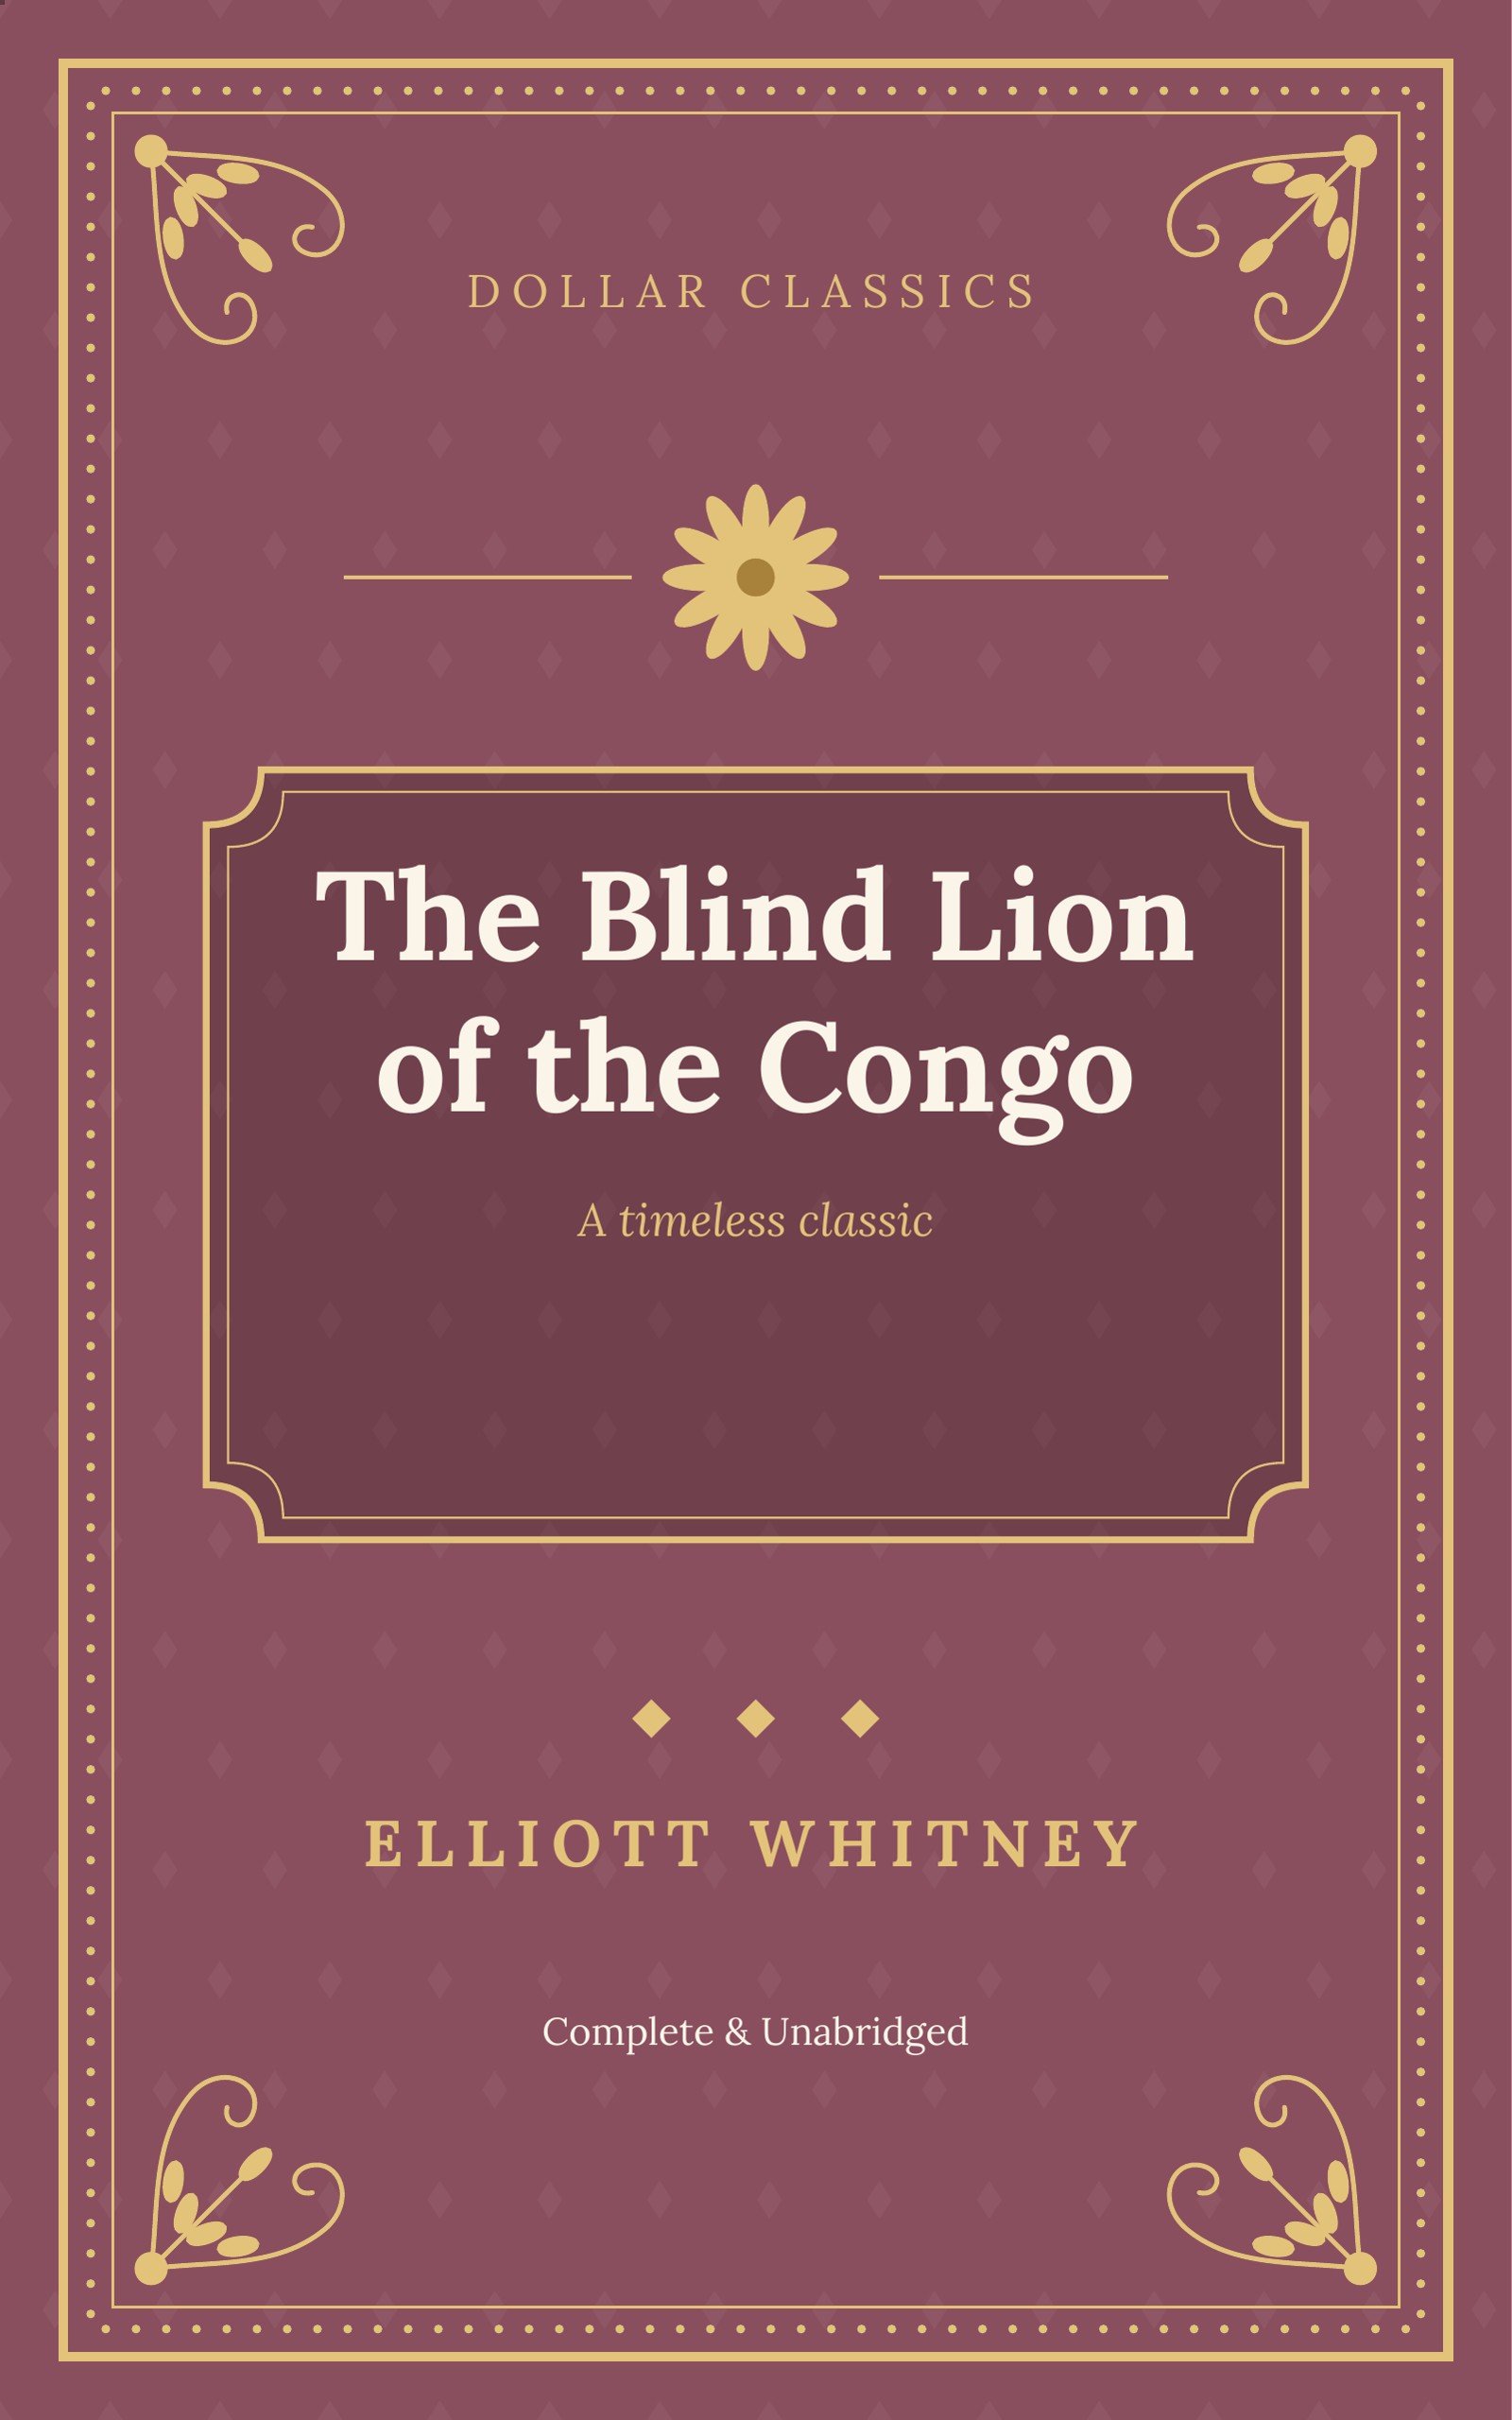 DOLLAR CLASSICS
The Blind Lion
of the Congo
A timeless classic
ELLIOTT WHITNEY
Complete & Unabridged